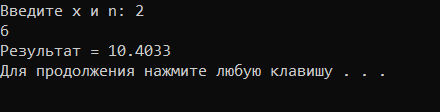 Введите x и n: 2
6
Результат = 10.4033
Для продолжения нажмите любую клавишу . . .